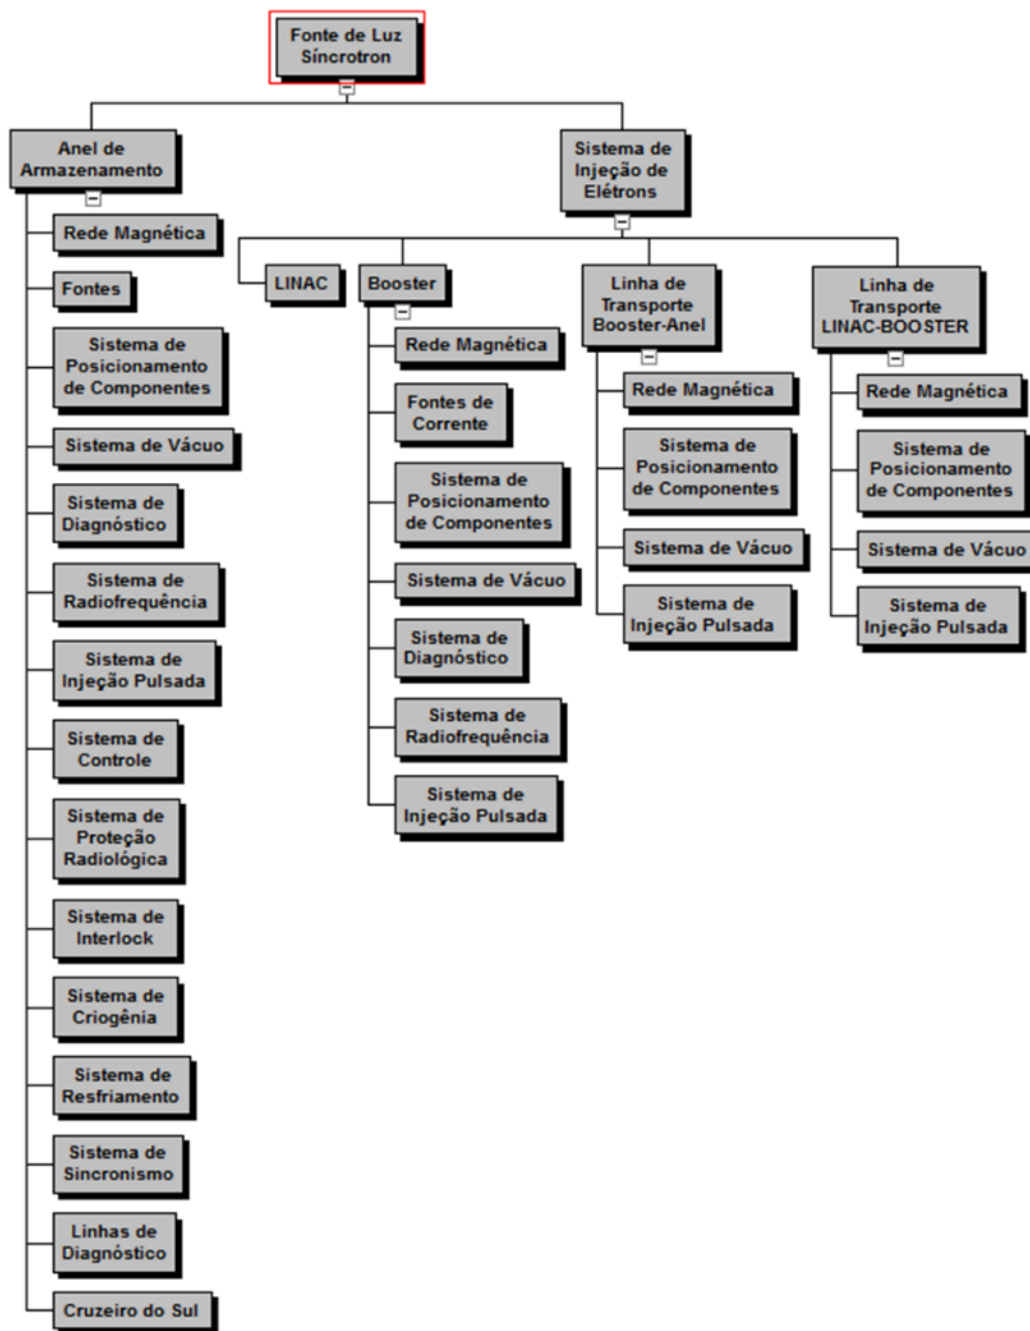 Fonte de Luz
Síncrotron
Anel de
Armazenamento
Rede Magnética
Fontes
Sistema de
Posicionamento
de Componentes
Sistema de Vácuo
Sistema de
Diagnóstico
Sistema de
Radiofrequência
Sistema de
Injeção Pulsada
Sistema de
Controle
Sistema de
Proteção
Radiológica
Sistema de
Interlock
Sistema de
Criogênia
Sistema de
Resfriamento
Sistema de
Sincronismo
Linhas de
Diagnóstico
Cruzeiro do Sul
Sistema de
Injeção de
Elétrons
LINAC
Booster
Rede Magnética
Fontes de
Corrente
Sistema de
Posicionamento
de Componentes
Sistema de Vácuo
Sistema de
Diagnóstico
Sistema de
Radiofrequência
Sistema de
Injeção Pulsada
Linha de
Transporte
Booster-Anel
Rede Magnética
Sistema de
Posicionamento
de Componentes
Sistema de Vácuo
Sistema de
Injeção Pulsada
Linha de
Transporte
LINAC-BOOSTER
Rede Magnética
Sistema de
Posicionamento
de Componentes
Sistema de Vácuo
Sistema de
Injeção Pulsada